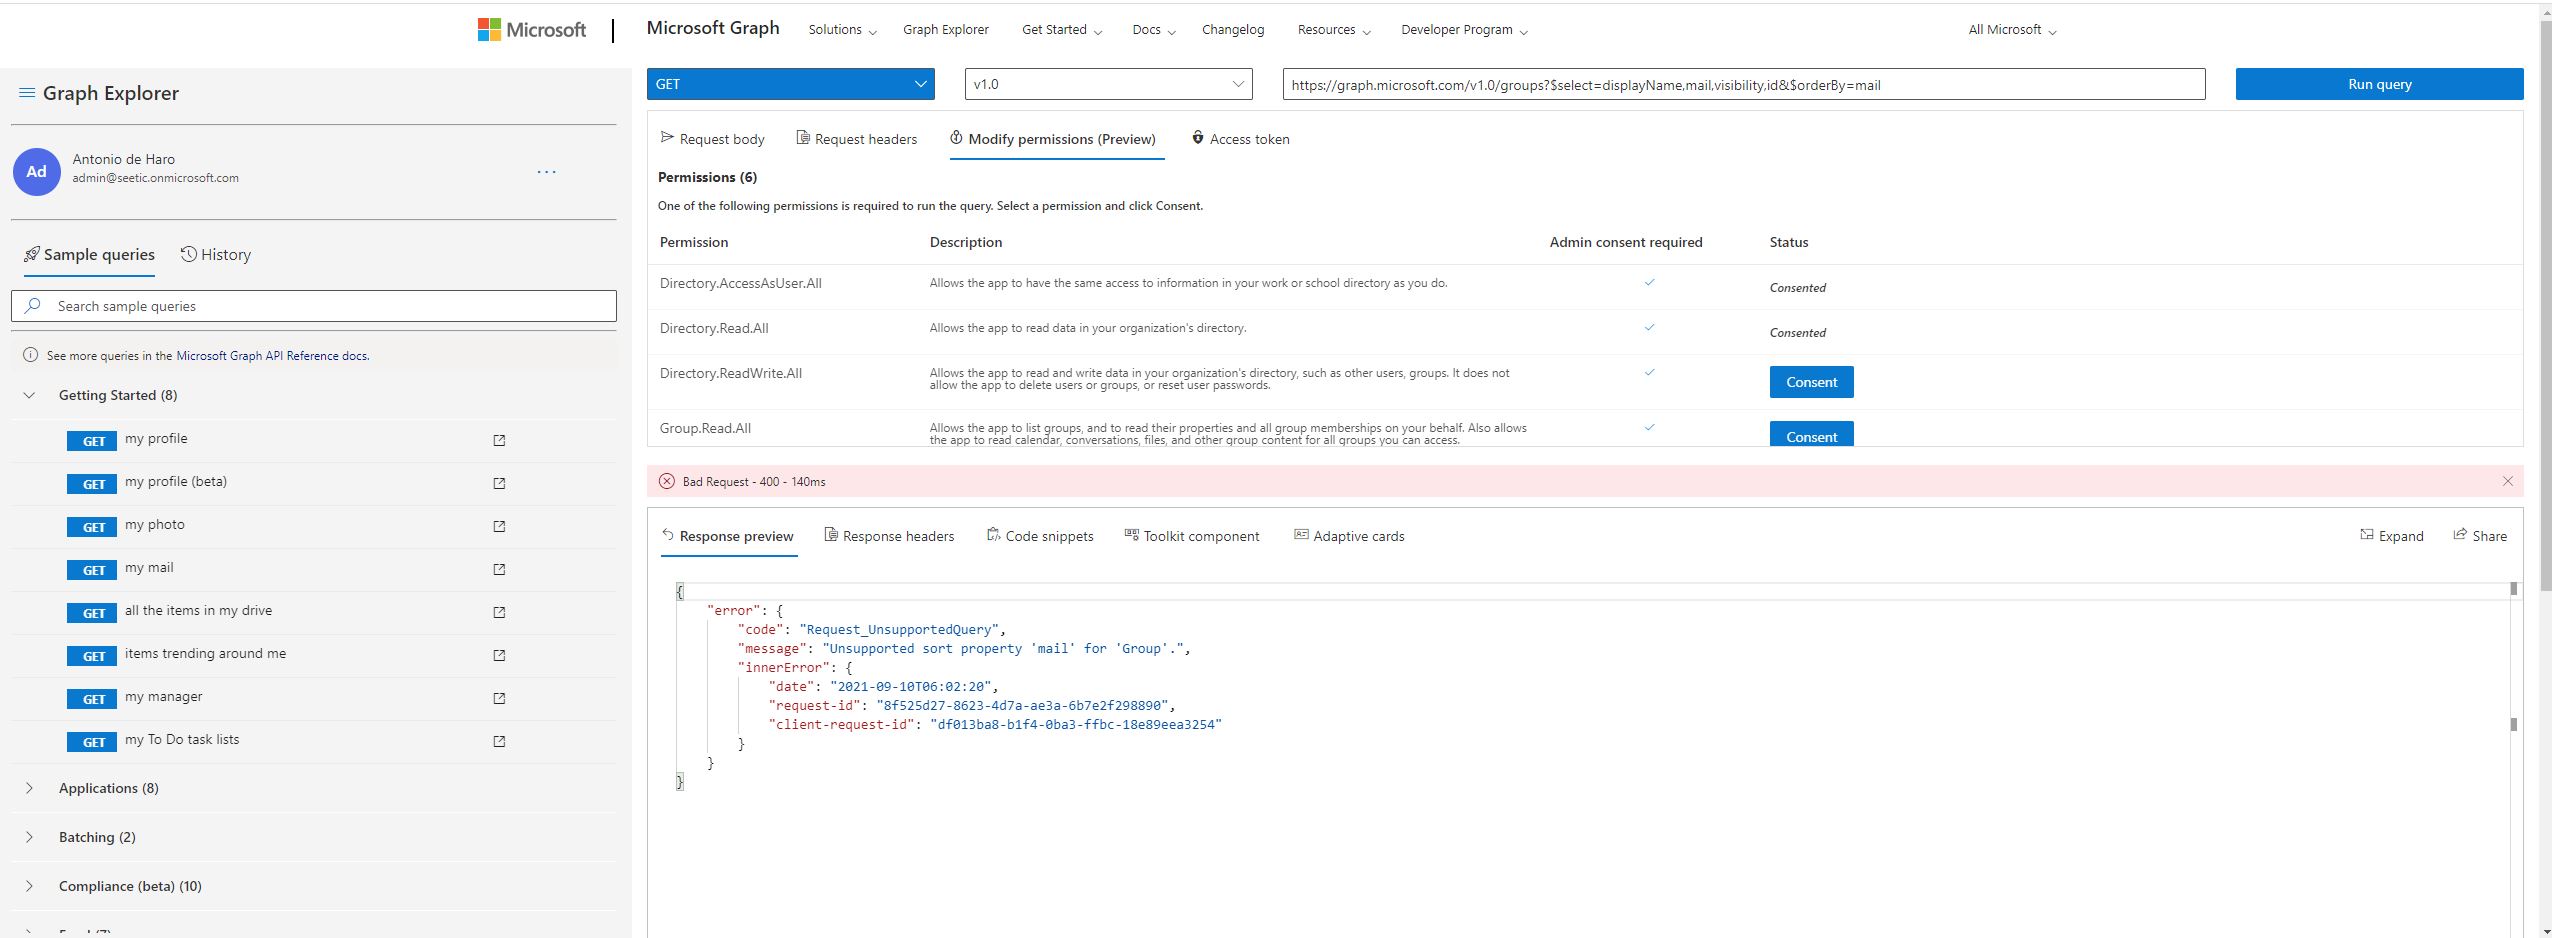 Microsoft
Microsoft Graph
Solutions
Graph Explorer
Get Started
Docs
Changelog
Resources
Developer Program
All Microsoft
Graph Explorer
GET
v1.0
https://graph.microsoft.com/v1.0/groups?$select=displayName,mail,visibility,id&$orderBy=mail
Run query
Ad
Antonio de Haro
admin@seetic.onmicrosoft.com
...
Sample queries
History
Search sample queries
See more queries in the Microsoft Graph API Reference docs.
Getting Started (8)
GET my profile
GET my profile (beta)
GET my photo
GET my mail
GET all the items in my drive
GET items trending around me
GET my manager
GET my To Do task lists
Applications (8)
Batching (2)
Compliance (beta) (10)
Request body
Request headers
Modify permissions (Preview)
Access token
Permissions (6)
One of the following permissions is required to run the query. Select a permission and click Consent.
Permission Description Admin consent required Status
Directory.AccessAsUser.All Allows the app to have the same access to information in your work or school directory as you do. Consented
Directory.Read.All Allows the app to read data in your organization's directory. Consented
Directory.ReadWrite.All Allows the app to read and write data in your organization's directory, such as other users, groups. It does not
allow the app to delete users or groups, or reset user passwords.
Consent
Group.Read.All Allows the app to list groups, and to read their properties and all group memberships on your behalf. Also allows
the app to read calendar, conversations, files, and other group content for all groups you can access.
Consent
Bad Request - 400 - 140ms
Response preview
Response headers
Code snippets
Toolkit component
Adaptive cards
Expand
Share
{
"error": {
"code": "Request_UnsupportedQuery",
"message": "Unsupported sort property 'mail' for 'Group'.",
"innerError": {
"date": "2021-09-10T06:02:20",
"request-id": "8f525d27-8623-4d7a-ae3a-6b7e2f298890",
"client-request-id": "df013ba8-b1f4-0ba3-ffbc-18e89eea3254"
}
}
}